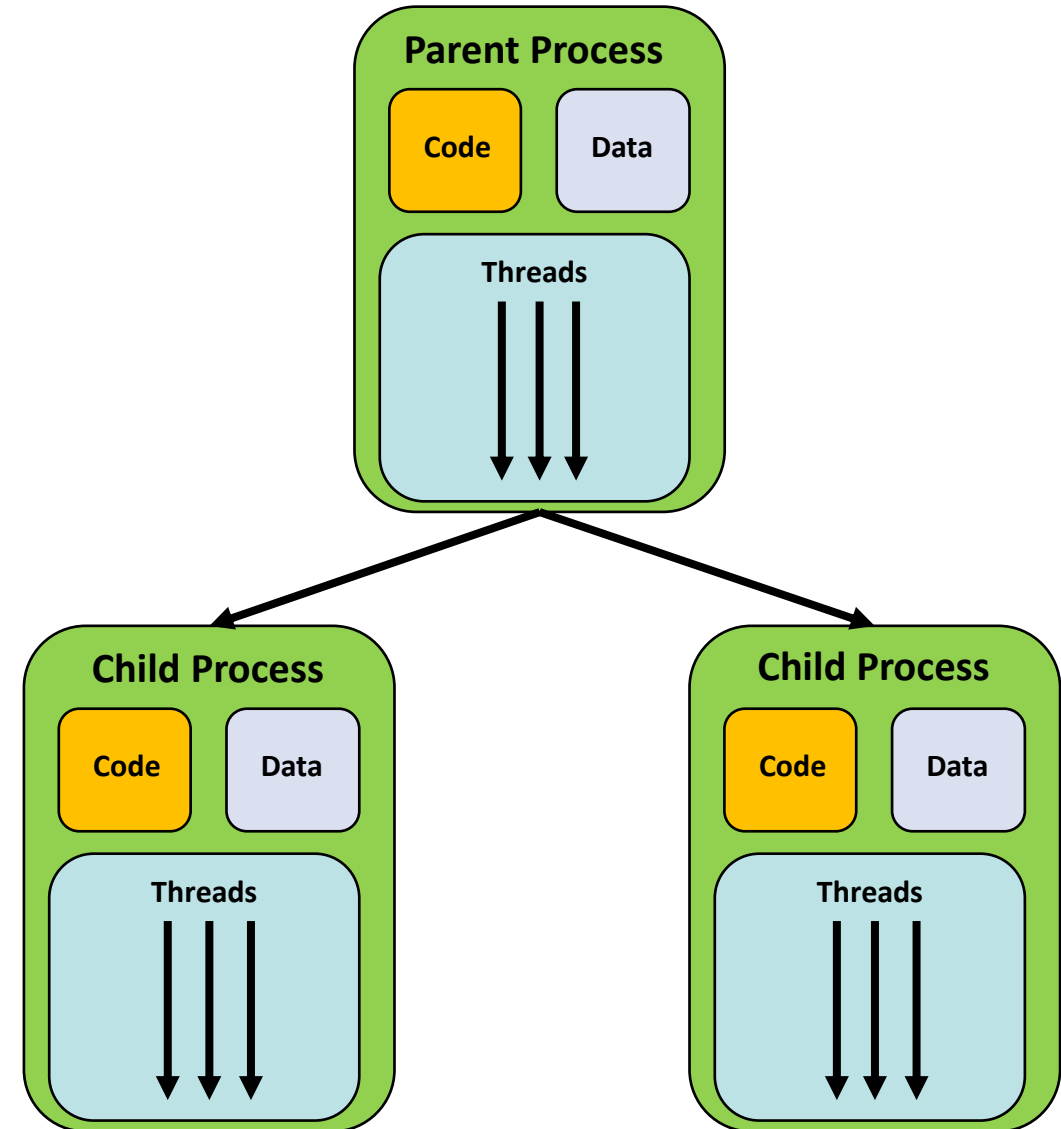 Parent Process
Code Data
Threads
Child Process
Code Data
Threads
Child Process
Code Data
Threads